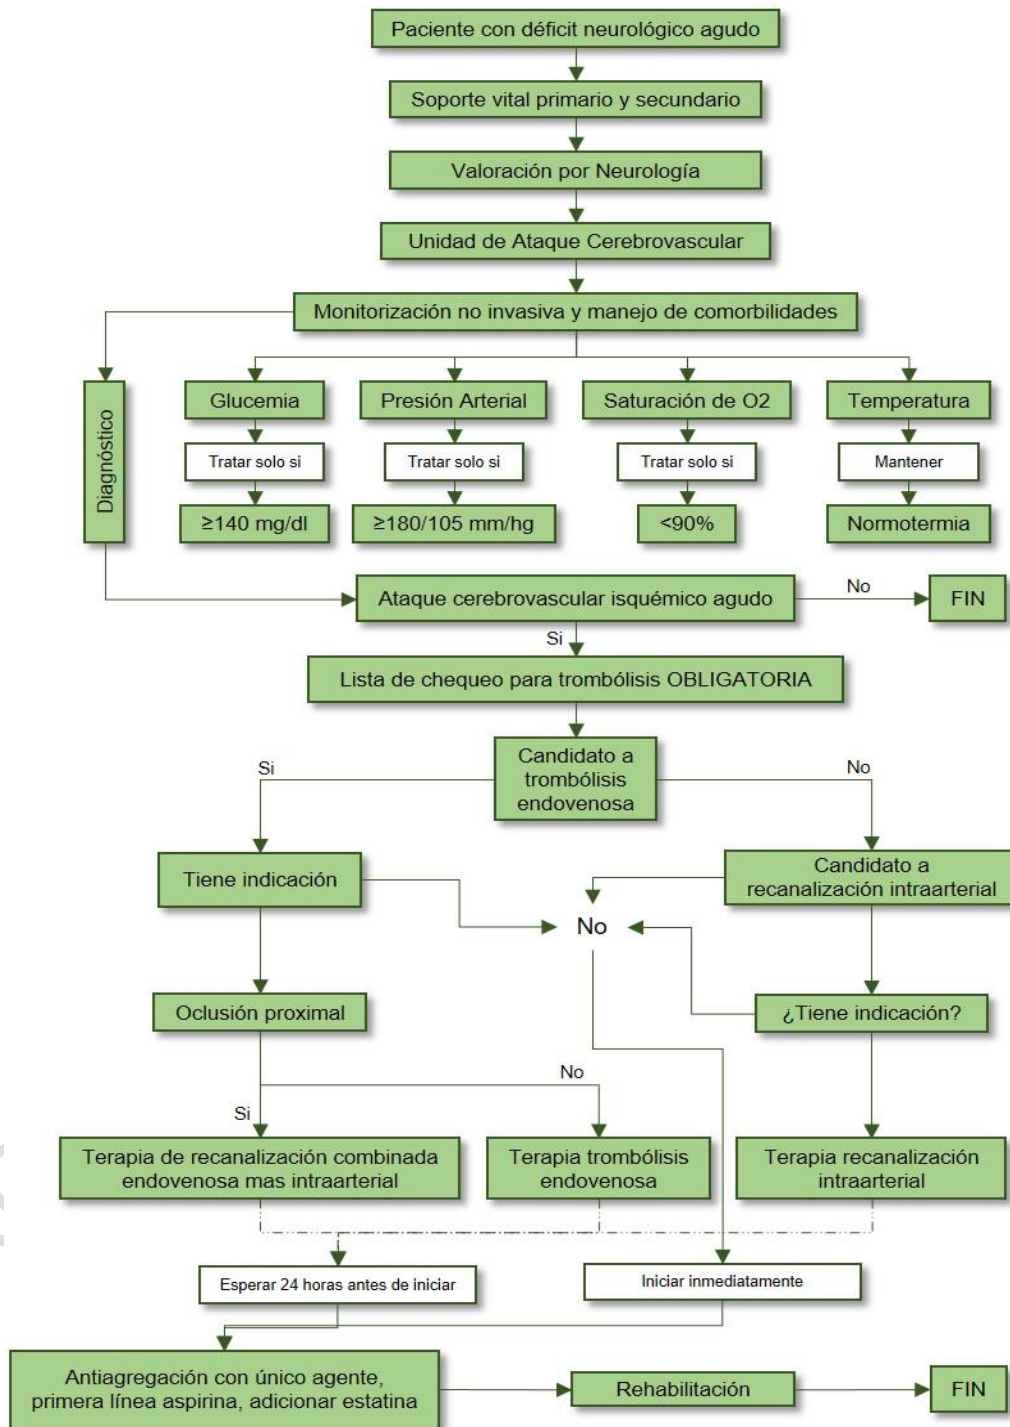 Paciente con déficit neurológico agudo
Soporte vital primario y secundario
Valoración por Neurología
Unidad de Ataque Cerebrovascular
Monitorización no invasiva y manejo de comorbilidades
Diagnóstico
Glucemia
Presión Arterial
Saturación de O2
Temperatura
Tratar solo si
Tratar solo si
Tratar solo si
Mantener
≥140 mg/dl
≥180/105 mm/hg
<90%
Normotermia
Ataque cerebrovascular isquémico agudo
No
FIN
Si
Lista de chequeo para trombólisis OBLIGATORIA
Candidato a
trombólisis
endovenosa
Si
No
Tiene indicación
Candidato a
recanalización intraarterial
No
Oclusión proximal
¿Tiene indicación?
No
Si
Terapia de recanalización combinada
endovenosa mas intraarterial
Terapia trombólisis
endovenosa
Terapia recanalización
intraarterial
Esperar 24 horas antes de iniciar
Iniciar inmediatamente
Antiagregación con único agente,
primera línea aspirina, adicionar estatina
Rehabilitación
FIN